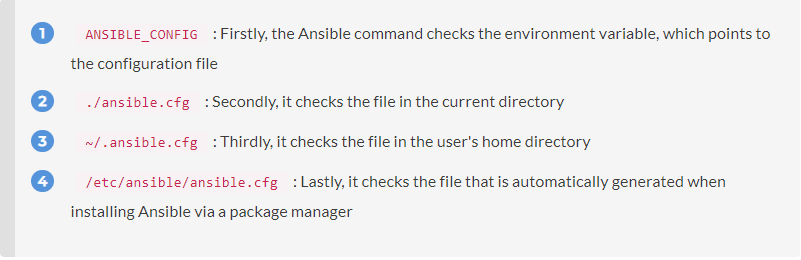 1 ANSIBLE_CONFIG : Firstly, the Ansible command checks the environment variable, which points to
the configuration file
2 ./ansible.cfg : Secondly, it checks the file in the current directory
3 ~/.ansible.cfg : Thirdly, it checks the file in the user's home directory
4 /etc/ansible/ansible.cfg : Lastly, it checks the file that is automatically generated when
installing Ansible via a package manager